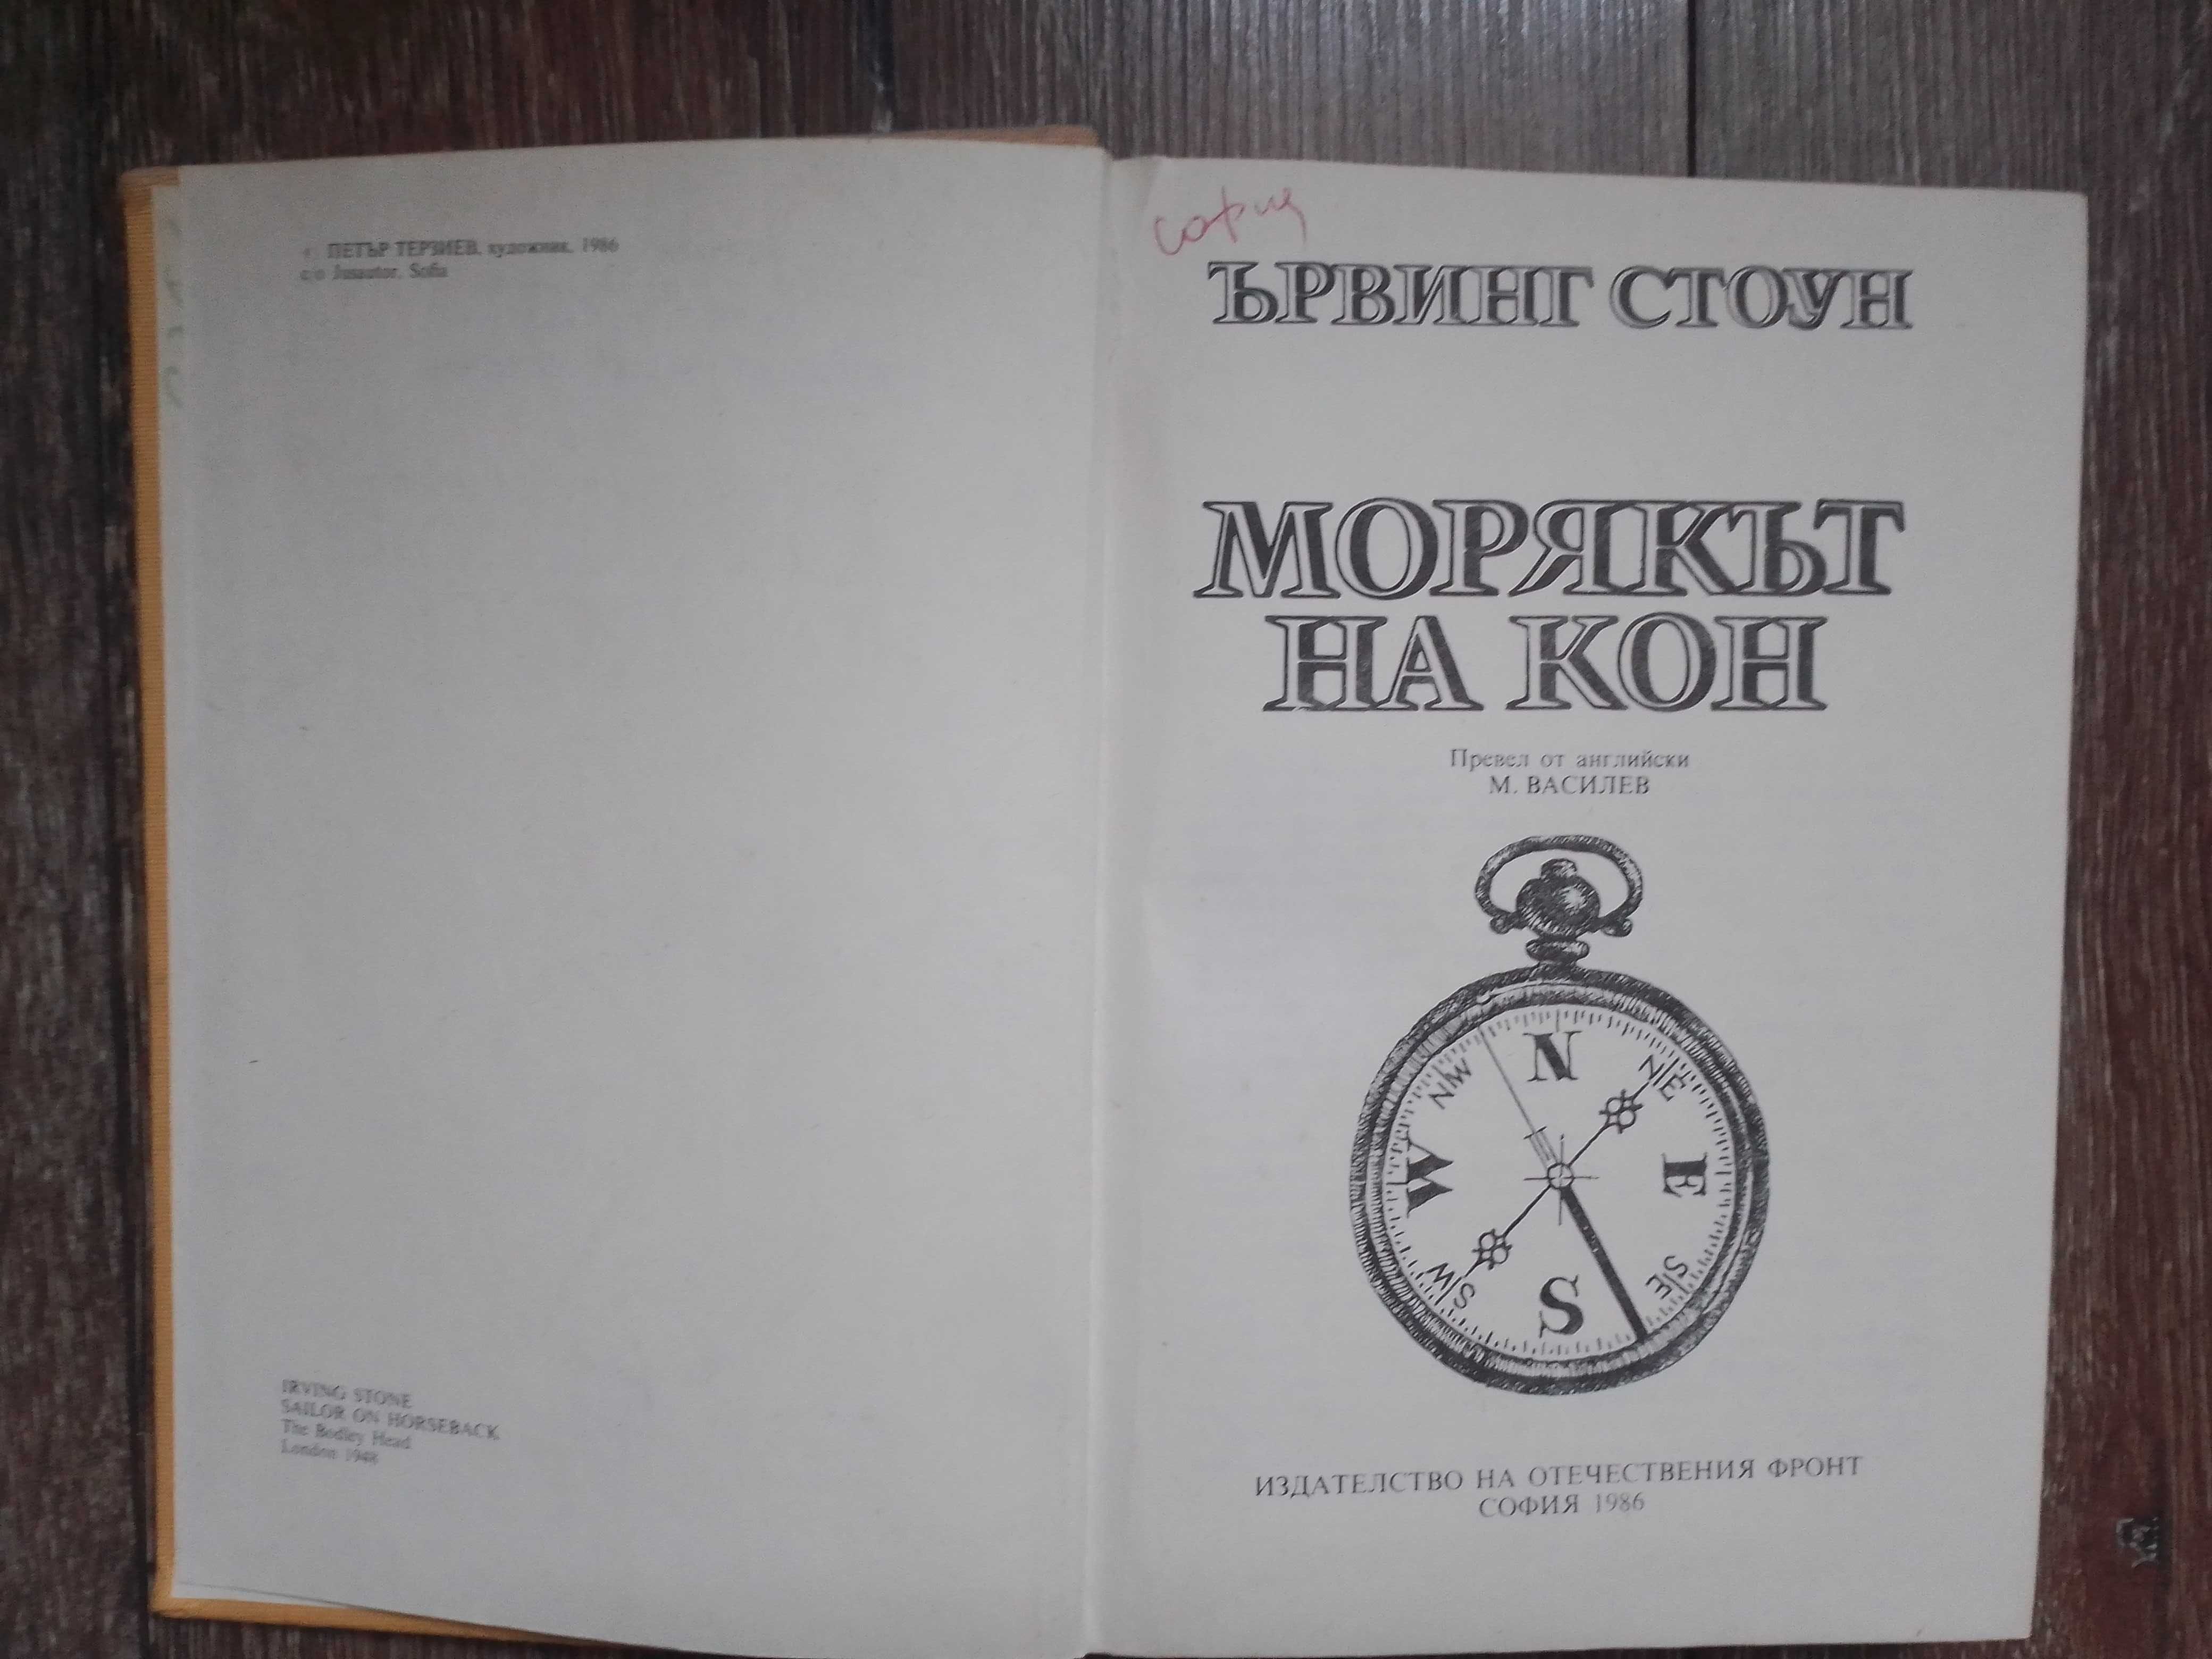 ПЕТЪР ТЕРЗИЕВ, художник, 1986
c/o Jusautor, Sofia
IRVING STONE
SAILOR ON HORSEBACK
The Bodley Head
London 1948
София
ЪРВИНГ СТОУН
МОРЯКЪТ
НА КОН
Превел от английски
М. ВАСИЛЕВ
N
NW
NE
W
E
SW
SE
S
ИЗДАТЕЛСТВО НА ОТЕЧЕСТВЕНИЯ ФРОНТ
СОФИЯ 1986